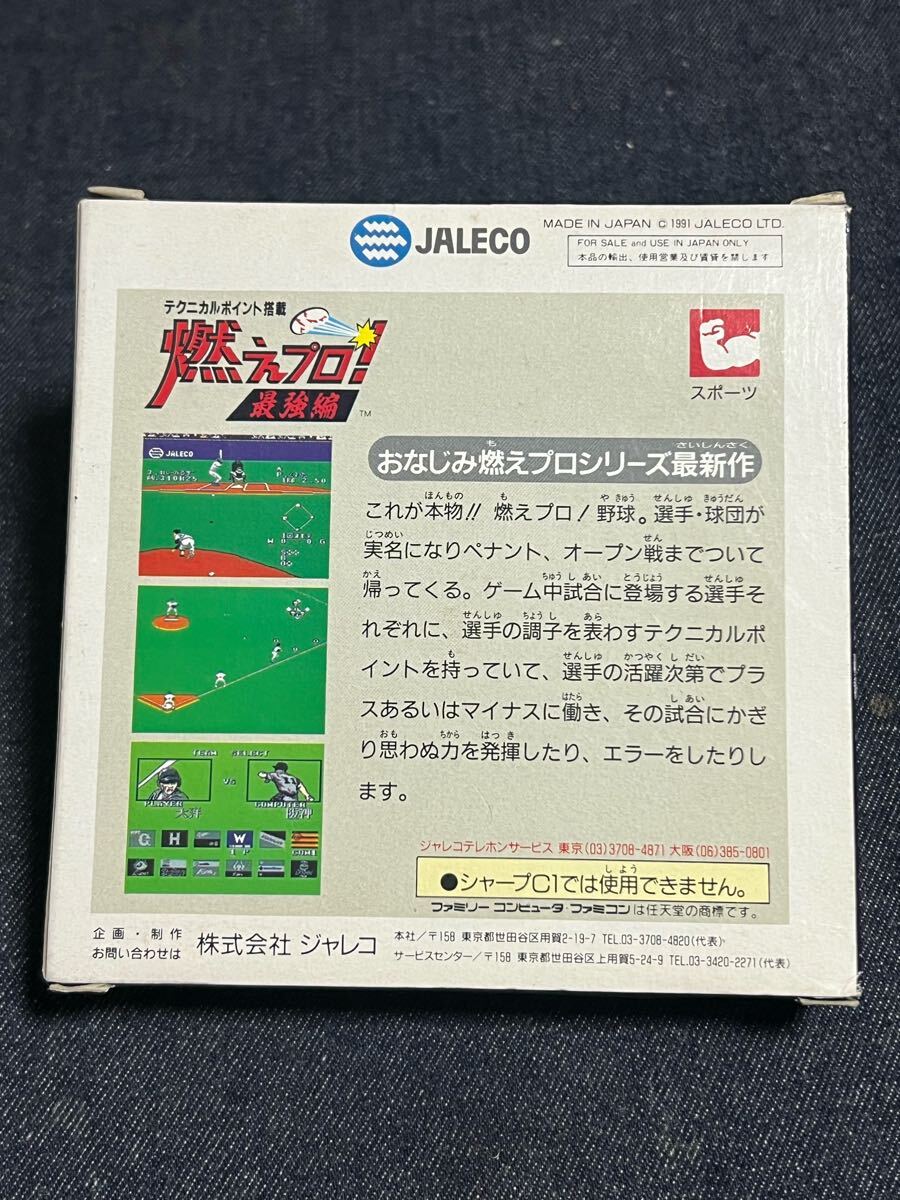 JALECO
MADE IN JAPAN © 1991 JALECO LTD.
FOR SALE and USE IN JAPAN ONLY
本品の輸出、使用営業及び賃貸を禁じます
テクニカルポイント搭載
燃えプロ!
最強編
TM
スポーツ
JALECO
おなじみ燃えプロシリーズ最新作
これが本物!! 燃えプロ!野球。選手・球団が
実名になりペナント、オープン戦までついて
帰ってくる。ゲーム中試合に登場する選手そ
れぞれに、選手の調子を表わすテクニカルポ
イントを持っていて、選手の活躍次第でプラ
スあるいはマイナスに働き、その試合にかぎ
り思わぬ力を発揮したり、エラーをしたりし
ます。
TEAM SELECT
VS
PLAYER
COMPUTER
大洋
阪神
G H W
ジャレコテレホンサービス 東京(03)3708-4871 大阪(06)385-0801
●シャープC1では使用できません。
ファミリー コンピュータ・ファミコンは任天堂の商標です。
企画・制作
お問い合わせは
株式会社 ジャレコ
本社/〒158 東京都世田谷区用賀2-19-7 TEL.03-3708-4820(代表)
サービスセンター/〒158 東京都世田谷区上用賀5-24-9 TEL.03-3420-2271(代表)